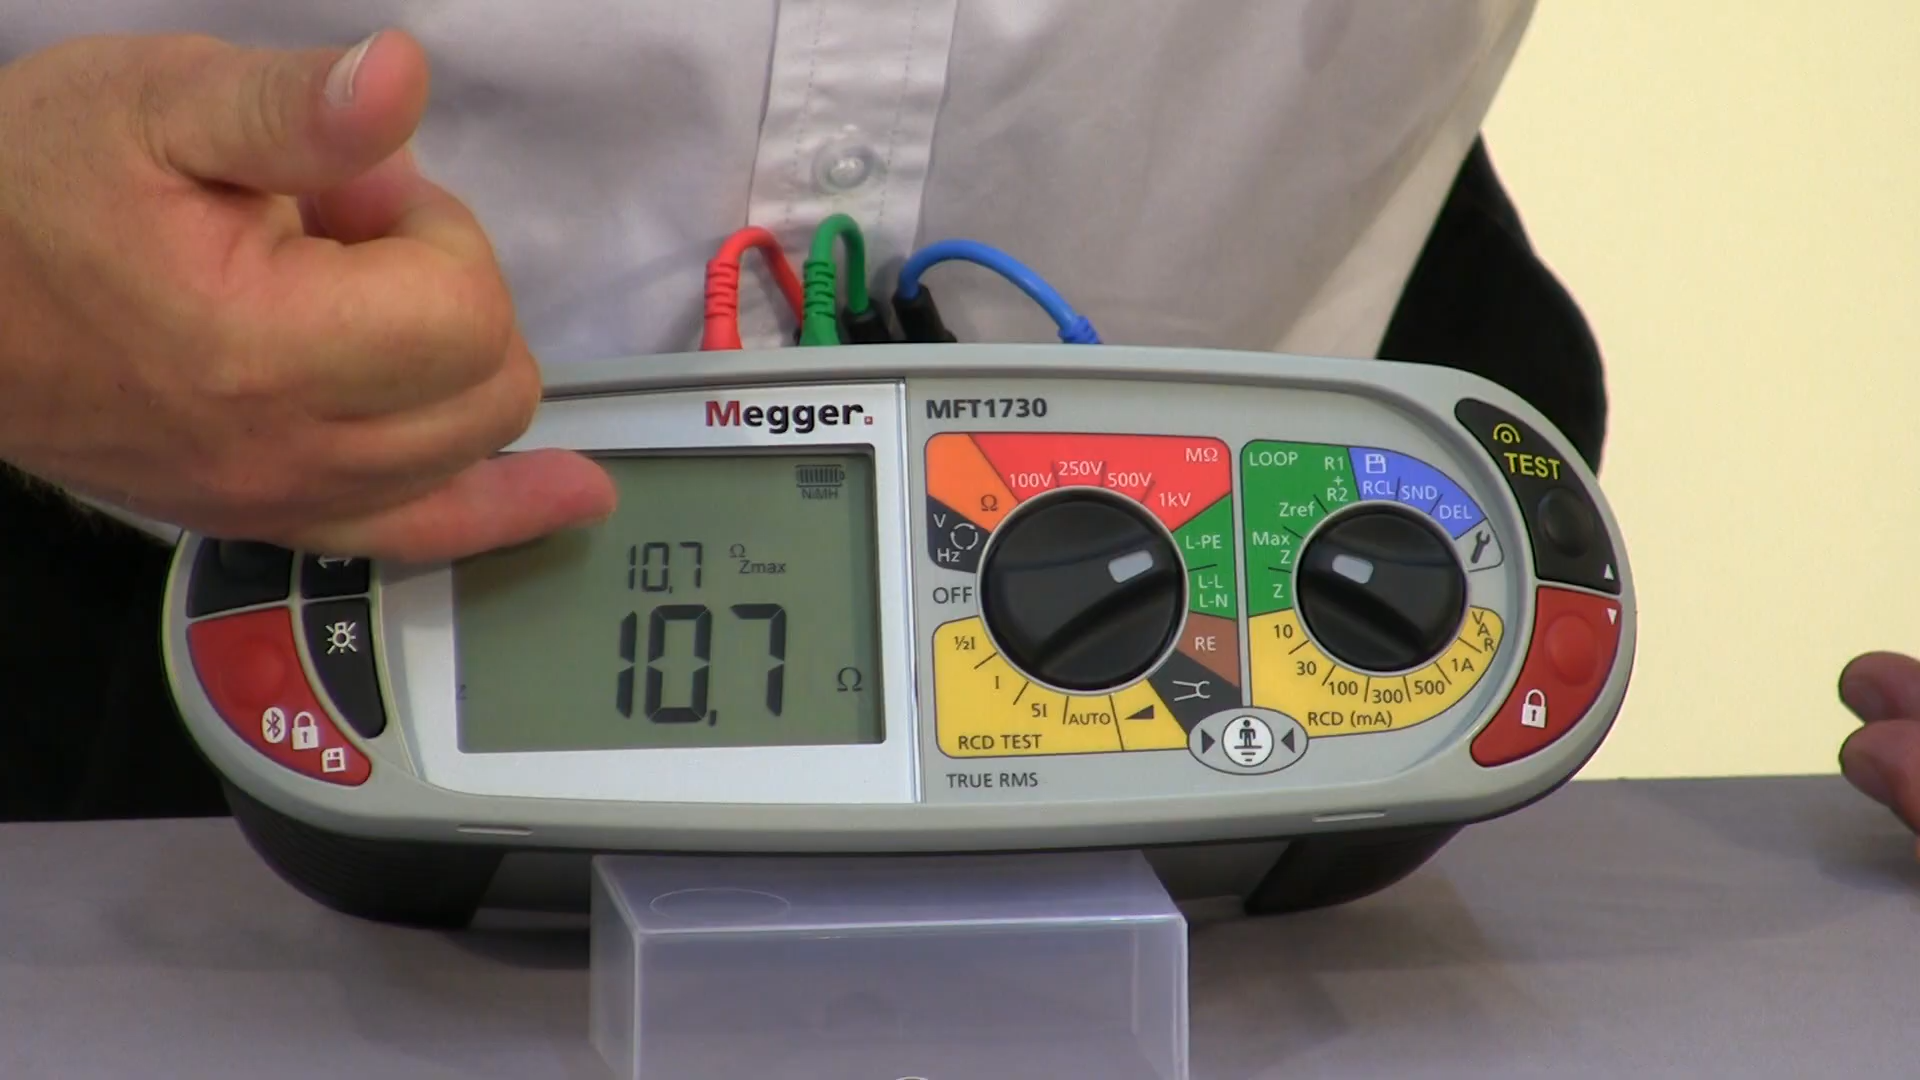 Megger.
NiMH
10.7 Ω
Zmax
10.7 Ω
MFT1730
MΩ
100V
250V
500V
1kV
Ω
V
Hz
OFF
L-PE
L-L
L-N
RE
½I
I
5I
AUTO
RCD TEST
TRUE RMS
LOOP
R1
+
R2
Zref
Max
Z
Z
RCL
SND
DEL
10
30
100
300
500
1A
VAR
RCD (mA)
TEST